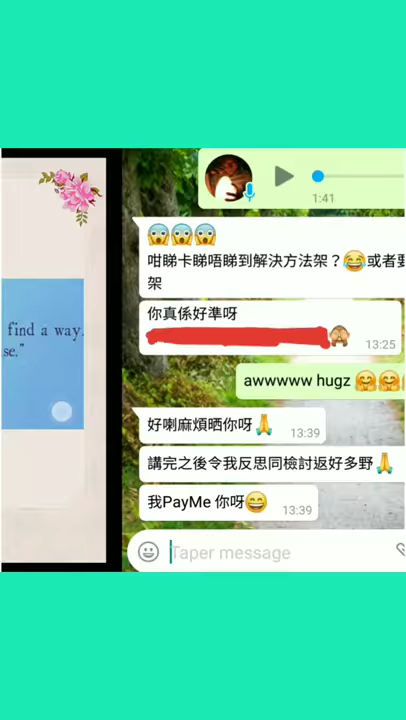 find a way.
se."
1:41
咁睇卡睇唔睇到解決方法架？😂或者要
架
你真係好準呀
13:25
awwwww hugz 🤗🤗
好喇麻煩晒你呀🙏
13:39
講完之後令我反思同檢討返好多野🙏
我PayMe 你呀😄
13:39
Taper message